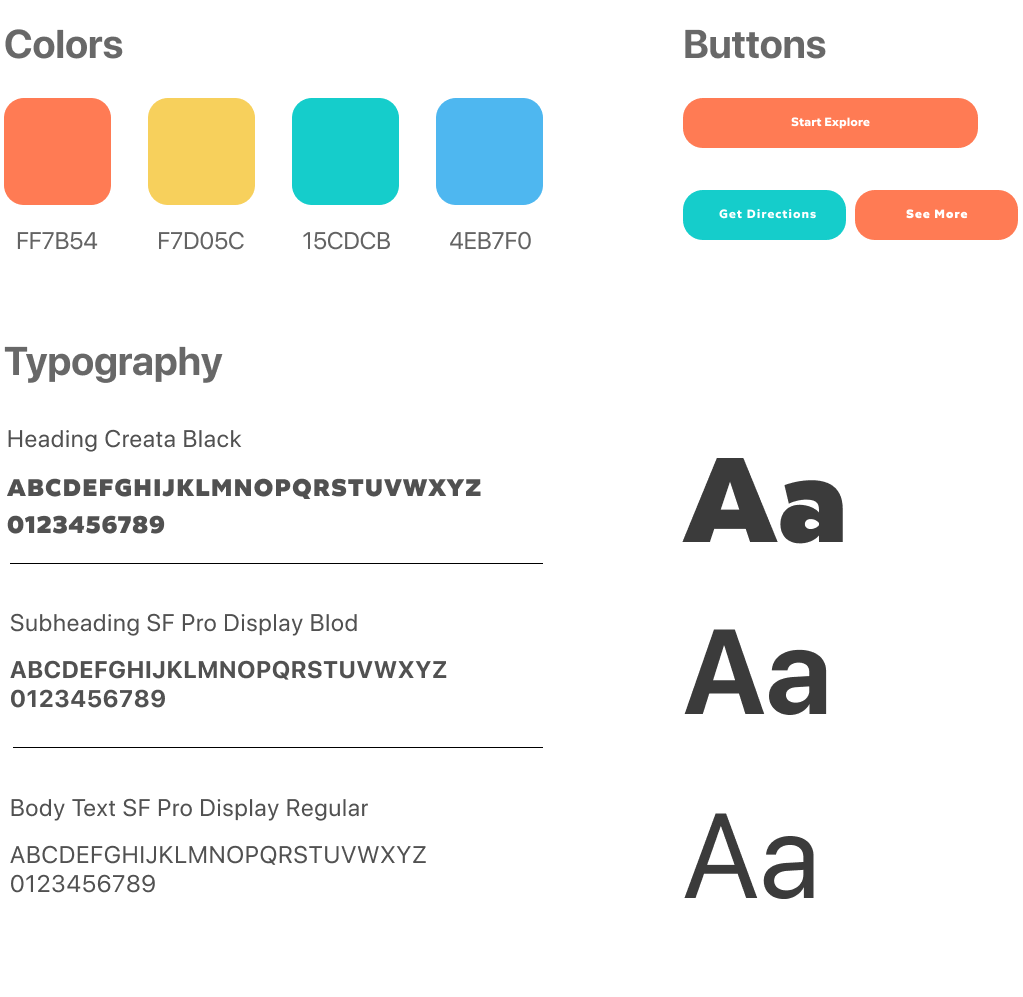 Colors
FF7B54
F7D05C
15CDCB
4EB7F0
Buttons
Start Explore
Get Directions
See More
Typography
Heading Creata Black
ABCDEFGHIJKLMNOPQRSTUVWXYZ
0123456789
Aa
Subheading SF Pro Display Blod
ABCDEFGHIJKLMNOPQRSTUVWXYZ
0123456789
Aa
Body Text SF Pro Display Regular
ABCDEFGHIJKLMNOPQRSTUVWXYZ
0123456789
Aa